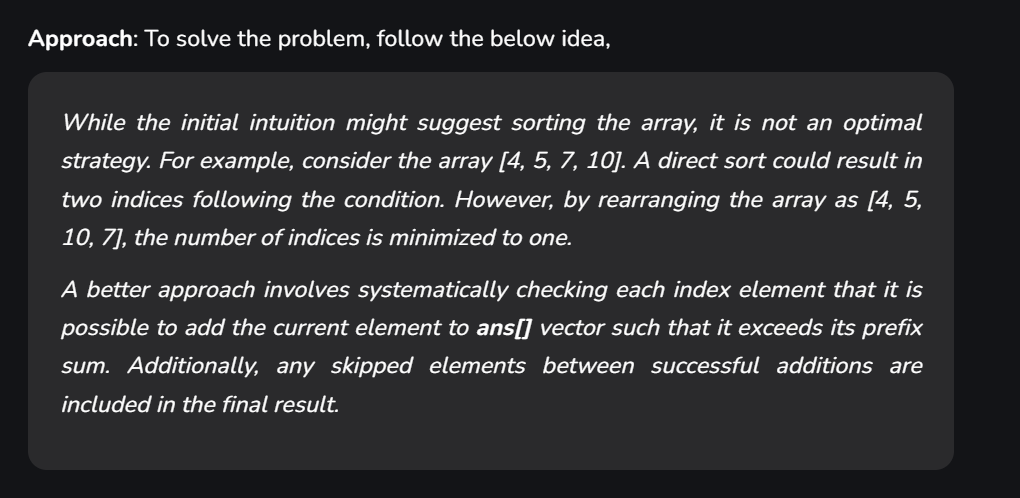 Approach: To solve the problem, follow the below idea,
While the initial intuition might suggest sorting the array, it is not an optimal
strategy. For example, consider the array [4, 5, 7, 10]. A direct sort could result in
two indices following the condition. However, by rearranging the array as [4, 5,
10, 7], the number of indices is minimized to one.
A better approach involves systematically checking each index element that it is
possible to add the current element to ans[] vector such that it exceeds its prefix
sum. Additionally, any skipped elements between successful additions are
included in the final result.